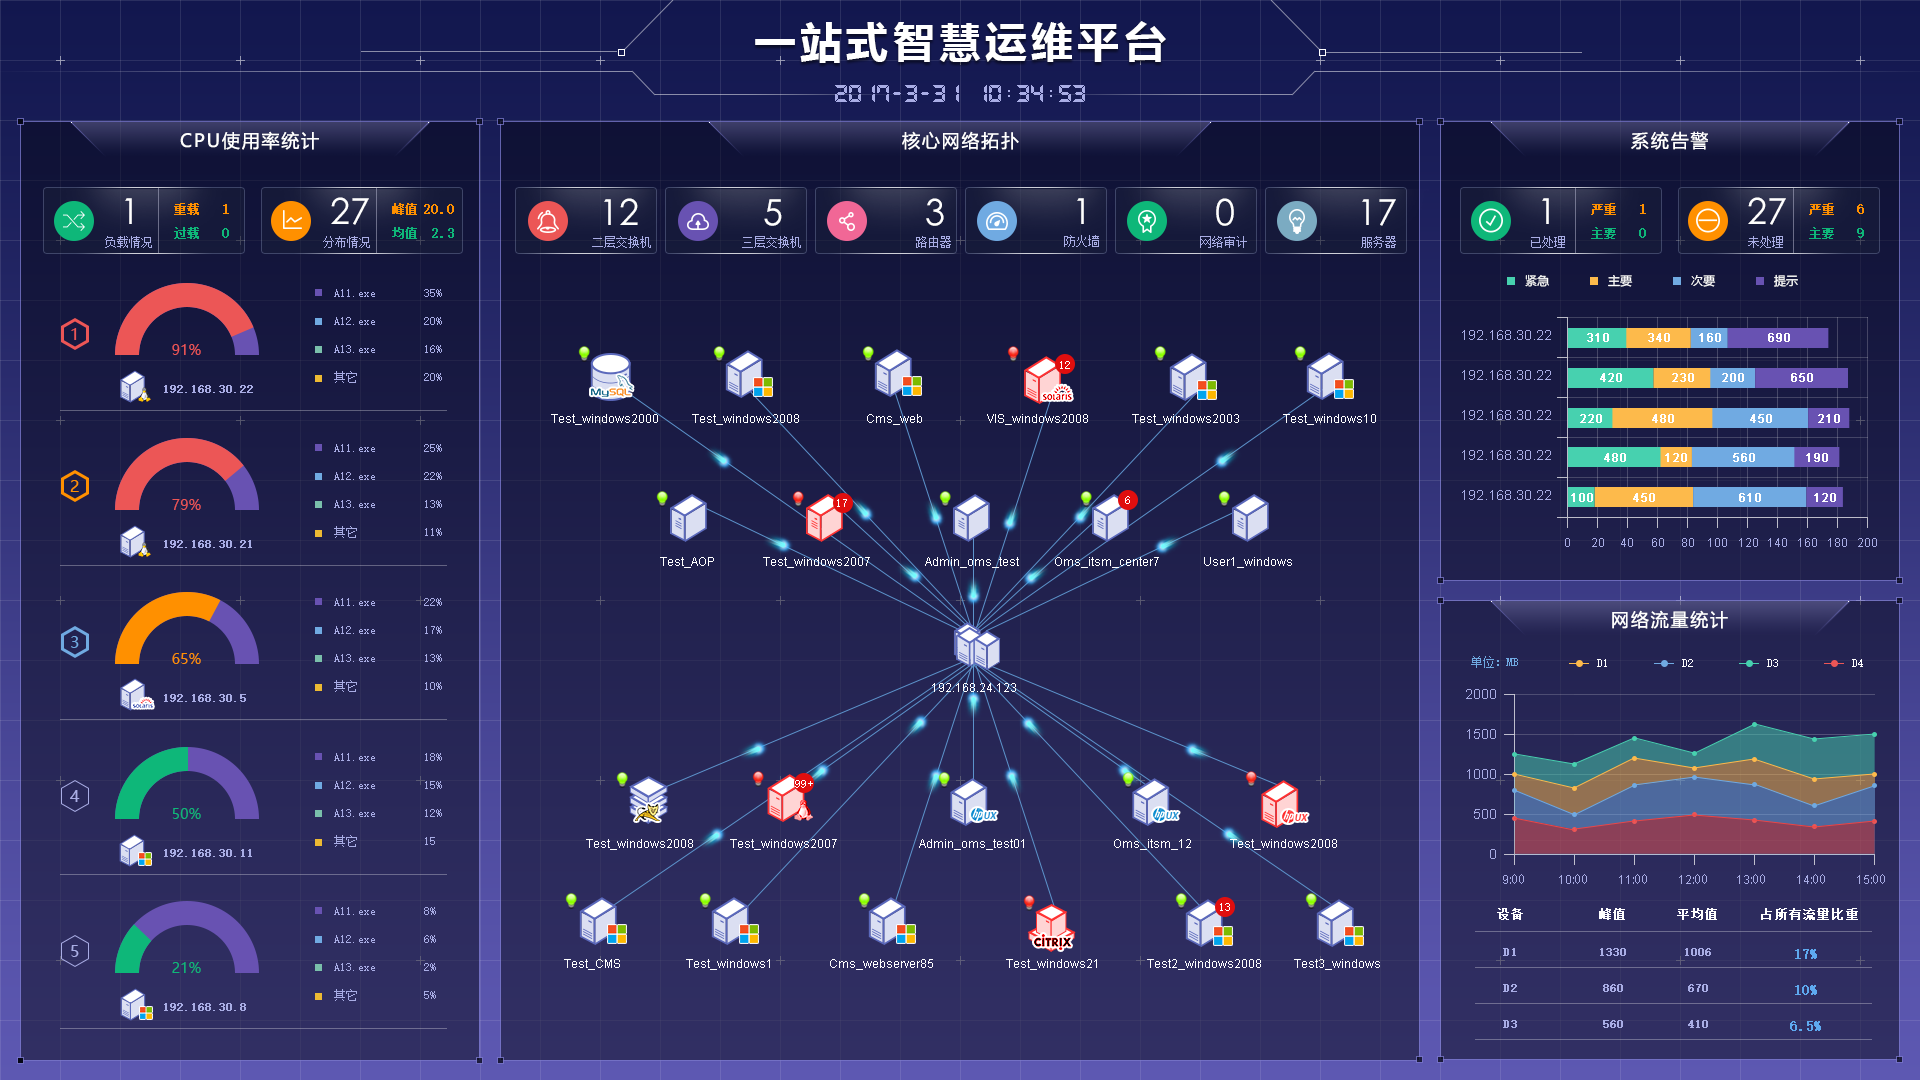 一站式智慧运维平台
2017-3-31 10:34:53
CPU使用率统计
1 负载情况 重载 1 过载 0
27 分布情况 峰值 20.0 均值 2.3
1
91%
192.168.30.22
A11.exe 35%
A12.exe 20%
A13.exe 16%
其它 20%
2
79%
192.168.30.21
A11.exe 25%
A12.exe 22%
A13.exe 13%
其它 11%
3
65%
solaris
192.168.30.5
A11.exe 22%
A12.exe 17%
A13.exe 13%
其它 10%
4
50%
192.168.30.11
A11.exe 18%
A12.exe 15%
A13.exe 12%
其它 15
5
21%
192.168.30.8
A11.exe 8%
A12.exe 6%
A13.exe 2%
其它 5%
核心网络拓扑
12 二层交换机
5 三层交换机
3 路由器
1 防火墙
0 网络审计
17 服务器
MySQL
12
solaris
Test_windows2000
Test_windows2008
Cms_web
VIS_windows2008
Test_windows2003
Test_windows10
17
6
Test_AOP
Test_windows2007
Admin_oms_test
Oms_itsm_center7
User1_windows
192.168.24.123
99+
hpux
hpux
hpux
Test_windows2008
Test_windows2007
Admin_oms_test01
Oms_itsm_12
Test_windows2008
CITRIX
13
Test_CMS
Test_windows1
Cms_webserver85
Test_windows21
Test2_windows2008
Test3_windows
系统告警
1 已处理 严重 1 主要 0
27 未处理 严重 6 主要 9
紧急 主要 次要 提示
192.168.30.22 310 340 160 690
192.168.30.22 420 230 200 650
192.168.30.22 220 480 450 210
192.168.30.22 480 120 560 190
192.168.30.22 100 450 610 120
0 20 40 60 80 100 120 140 160 180 200
网络流量统计
单位: MB D1 D2 D3 D4
2000
1500
1000
500
0
9:00 10:00 11:00 12:00 13:00 14:00 15:00
设备 峰值 平均值 占所有流量比重
D1 1330 1006 17%
D2 860 670 10%
D3 560 410 6.5%